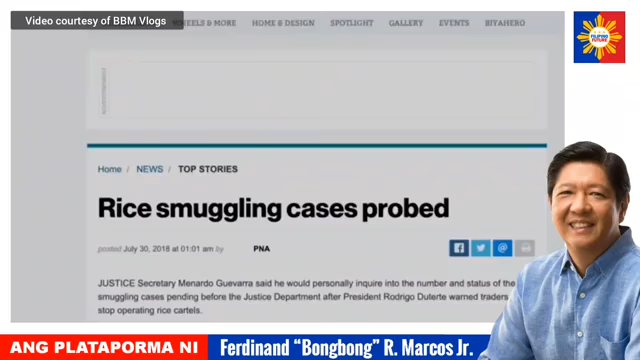 Video courtesy of BBM Vlogs
WHEELS & MORE HOME & DESIGN SPOTLIGHT GALLERY EVENTS BIYAHERO
FILIPINO
FUTURE
Advertisement
Home / NEWS / TOP STORIES
Rice smuggling cases probed
posted July 30, 2018 at 01:01 am by PNA
JUSTICE Secretary Menardo Guevarra said he would personally inquire into the number and status of the
smuggling cases pending before the Justice Department after President Rodrigo Duterte warned traders
stop operating rice cartels.
ANG PLATAPORMA NI Ferdinand “Bongbong” R. Marcos Jr.